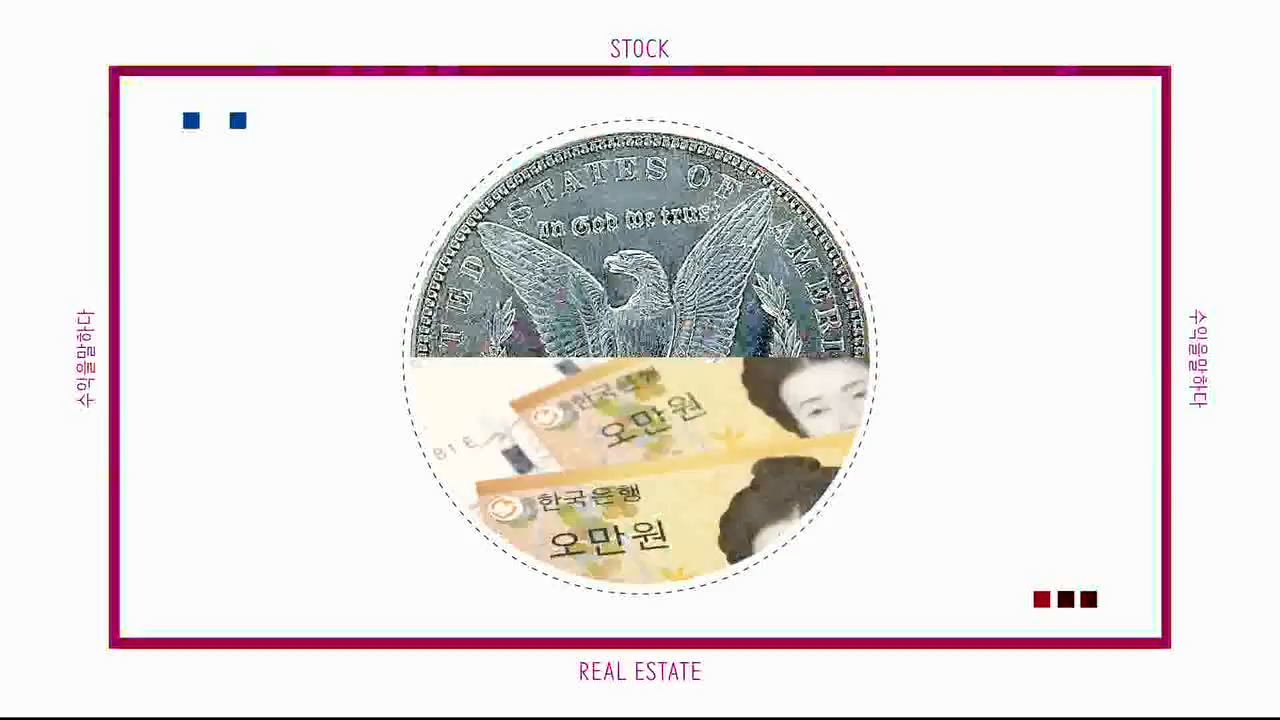 STOCK
STATES OF
In God we trust
TED
AMERI
수익을말하다
수익을말하다
한국은행
오만원
한국은행
오만원
REAL ESTATE